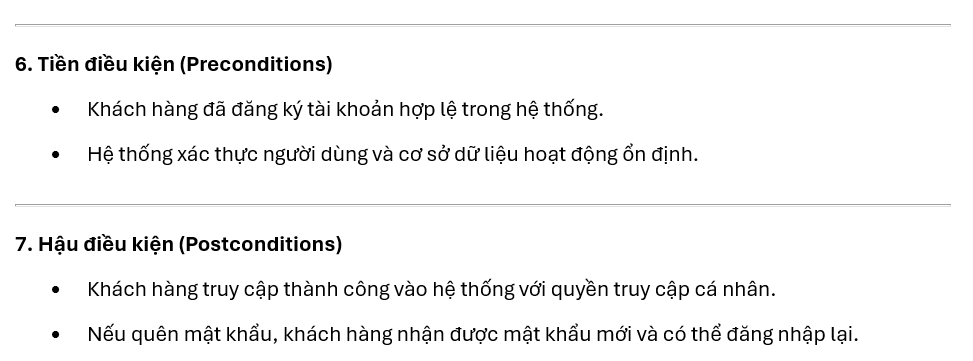 6. Tiền điều kiện (Preconditions)
• Khách hàng đã đăng ký tài khoản hợp lệ trong hệ thống.
• Hệ thống xác thực người dùng và cơ sở dữ liệu hoạt động ổn định.
7. Hậu điều kiện (Postconditions)
• Khách hàng truy cập thành công vào hệ thống với quyền truy cập cá nhân.
• Nếu quên mật khẩu, khách hàng nhận được mật khẩu mới và có thể đăng nhập lại.